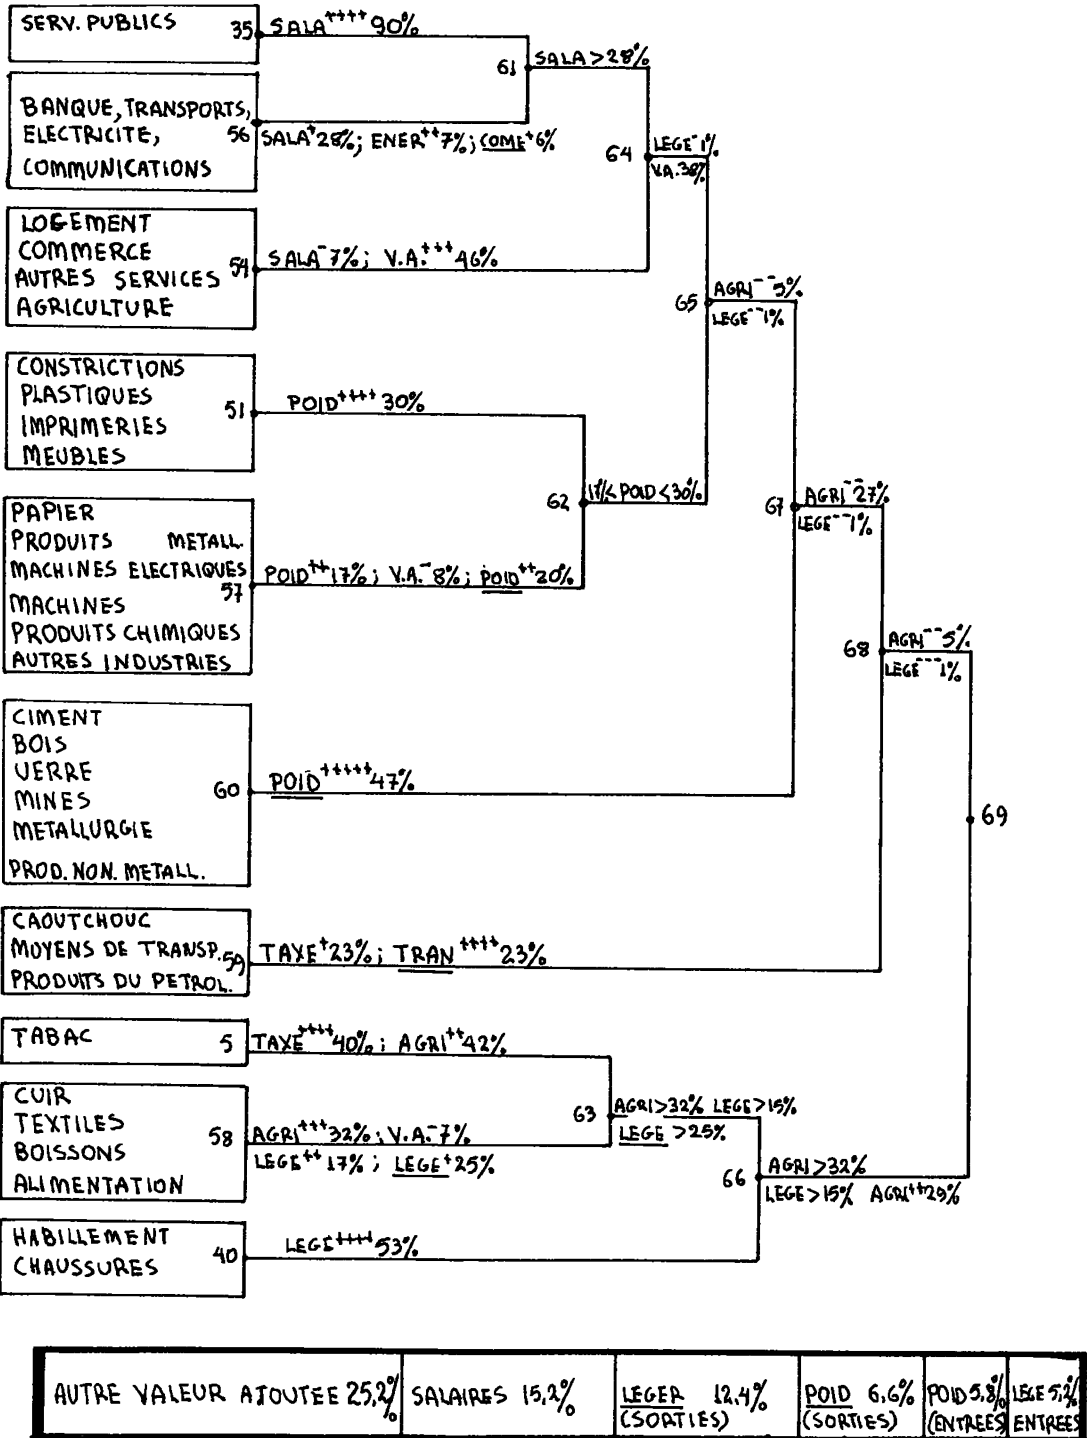 SERV. PUBLICS 35 SALA++++ 90%
61 SALA>28%
BANQUE, TRANSPORTS,
ELECTRICITE, 56
COMMUNICATIONS
SALA+28%; ENER++7%; COME+6%
64 LEGE-1%
V.A.38%
LOGEMENT
COMMERCE
AUTRES SERVICES 54
AGRICULTURE
SALA-7%; V.A.+++46%
65 AGRI--5%
LEGE--1%
CONSTRICTIONS
PLASTIQUES 51
IMPRIMERIES
MEUBLES
POID++++30%
62 17%<POID<30%
PAPIER
PRODUITS METALL.
MACHINES ELECTRIQUES
57
MACHINES
PRODUITS CHIMIQUES
AUTRES INDUSTRIES
POID++17%; V.A.-8%; POID++20%
67 AGRI--27%
LEGE--1%
68 AGRI--5%
LEGE---1%
CIMENT
BOIS
VERRE
MINES 60
METALLURGIE
PROD. NON. METALL.
POID+++++47%
69
CAOUTCHOUC
MOYENS DE TRANSP. 59
PRODUITS DU PETROL.
TAXE+23%; TRAN++++23%
TABAC 5 TAXE++++40%; AGRI++42%
63 AGRI>32% LEGE>15%
LEGE >25%
CUIR
TEXTILES 58
BOISSONS
ALIMENTATION
AGRI+++32%; V.A.-7%
LEGE++17%; LEGE+25%
66 AGRI>32%
LEGE>15% AGRI++29%
HABILLEMENT 40
CHAUSSURES
LEGE++++53%
AUTRE VALEUR AJOUTEE 25,2%
SALAIRES 15,2%
LEGER 12,4%
(SORTIES)
POID 6,6%
(SORTIES)
POID 5,8%
(ENTREES)
LEGE 5,2%
ENTREES